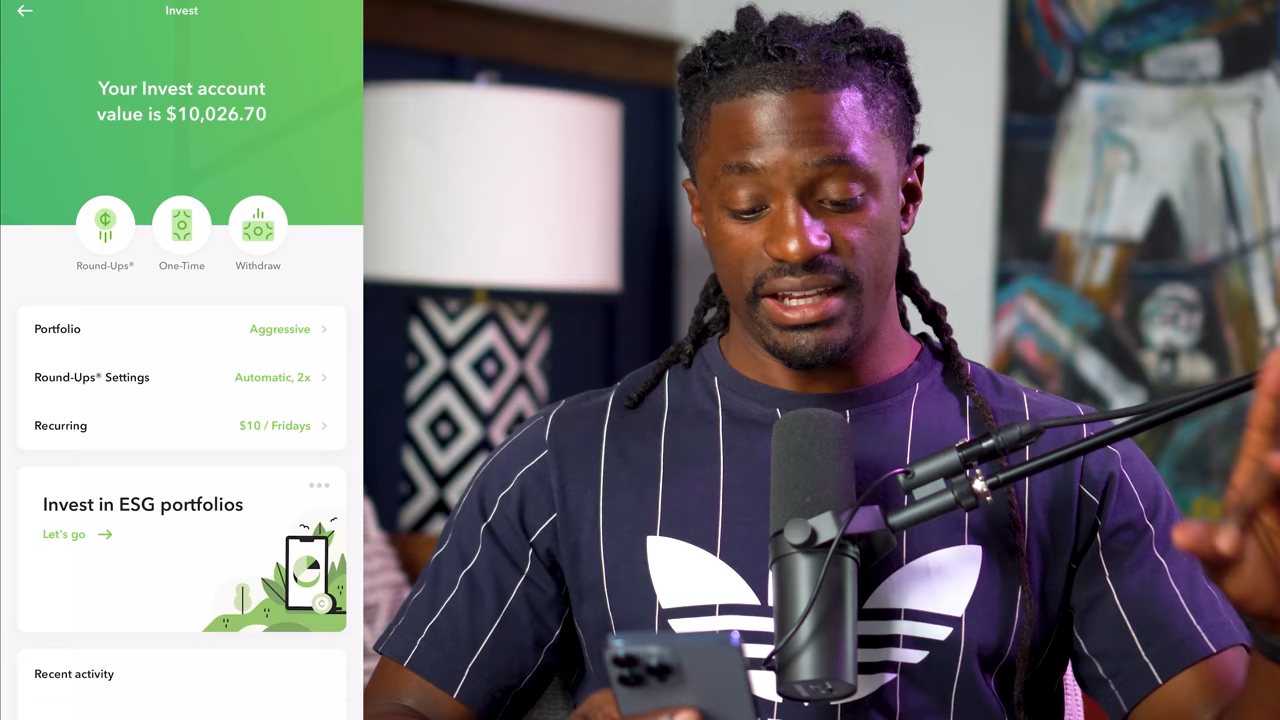 Invest
Your Invest account
value is $10,026.70
Round-Ups®
One-Time
Withdraw
Portfolio
Aggressive
Round-Ups® Settings
Automatic, 2x
Recurring
$10 / Fridays
Invest in ESG portfolios
Let's go
Recent activity